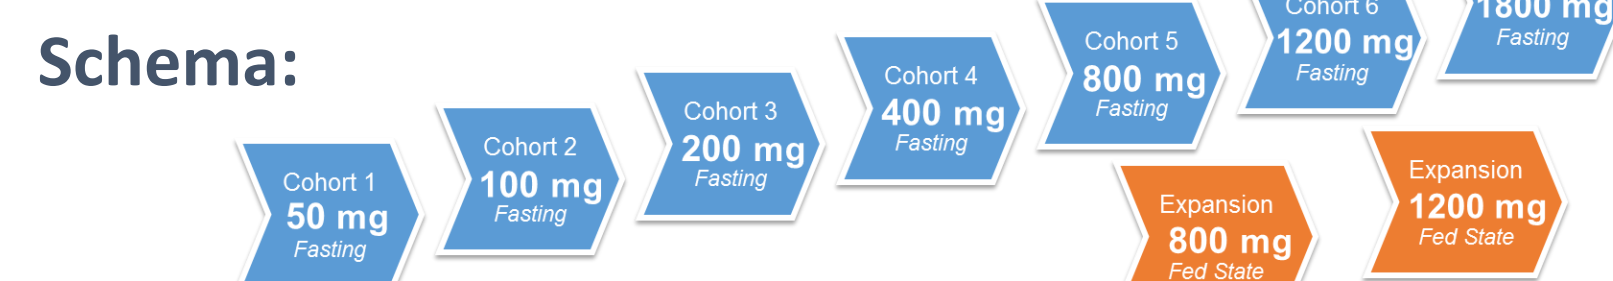 Schema:
Cohort 1
50 mg
Fasting
Cohort 2
100 mg
Fasting
Cohort 3
200 mg
Fasting
Cohort 4
400 mg
Fasting
Cohort 5
800 mg
Fasting
Cohort 6
1200 mg
Fasting
1800 mg
Fasting
Expansion
800 mg
Fed State
Expansion
1200 mg
Fed State